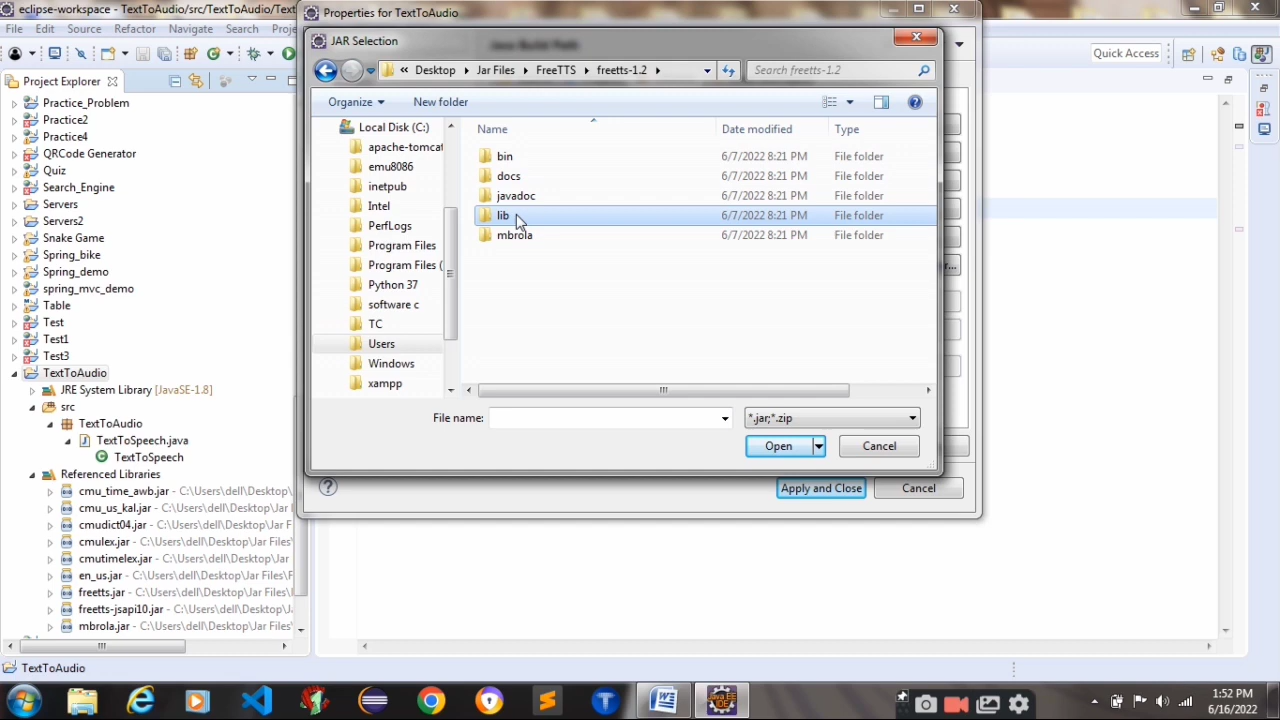 eclipse-workspace - TextToAudio/src/TextToAudio/Te
File Edit Source Refactor Navigate Search
Quick Access
Project Explorer
Practice_Problem
Practice2
Practice4
QRCode Generator
Quiz
Search_Engine
Servers
Servers2
Snake Game
Spring_bike
Spring_demo
spring_mvc_demo
Table
Test
Test1
Test3
TextToAudio
JRE System Library [JavaSE-1.8]
src
TextToAudio
TextToSpeech.java
TextToSpeech
Referenced Libraries
cmu_time_awb.jar - C:\Users\dell\Desktop\
cmu_us_kal.jar - C:\Users\dell\Desktop\Jar
cmudict04.jar - C:\Users\dell\Desktop\Jar F
cmulex.jar - C:\Users\dell\Desktop\Jar Files
cmutimelex.jar - C:\Users\dell\Desktop\Jar
en_us.jar - C:\Users\dell\Desktop\Jar Files\F
freetts.jar - C:\Users\dell\Desktop\Jar Files\
freetts-jsapi10.jar - C:\Users\dell\Desktop\
mbrola.jar - C:\Users\dell\Desktop\Jar Files
TextToAudio
Properties for TextToAudio
Java Build Path
JAR Selection
« Desktop Jar Files FreeTTS freetts-1.2
Search freetts-1.2
Organize New folder
Local Disk (C:)
apache-tomcat
emu8086
inetpub
Intel
PerfLogs
Program Files
Program Files (
Python 37
software c
TC
Users
Windows
xampp
Name Date modified Type
bin 6/7/2022 8:21 PM File folder
docs 6/7/2022 8:21 PM File folder
javadoc 6/7/2022 8:21 PM File folder
lib 6/7/2022 8:21 PM File folder
mbrola 6/7/2022 8:21 PM File folder
File name:
*.jar;*.zip
Open Cancel
r...
Apply and Close Cancel
Java EE
IDE
1:52 PM
6/16/2022